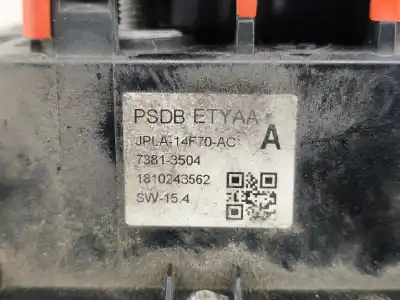 PSDB ETYAA
JPLA-14F70-AC A
7381-3504
1810243562
SW-15.4